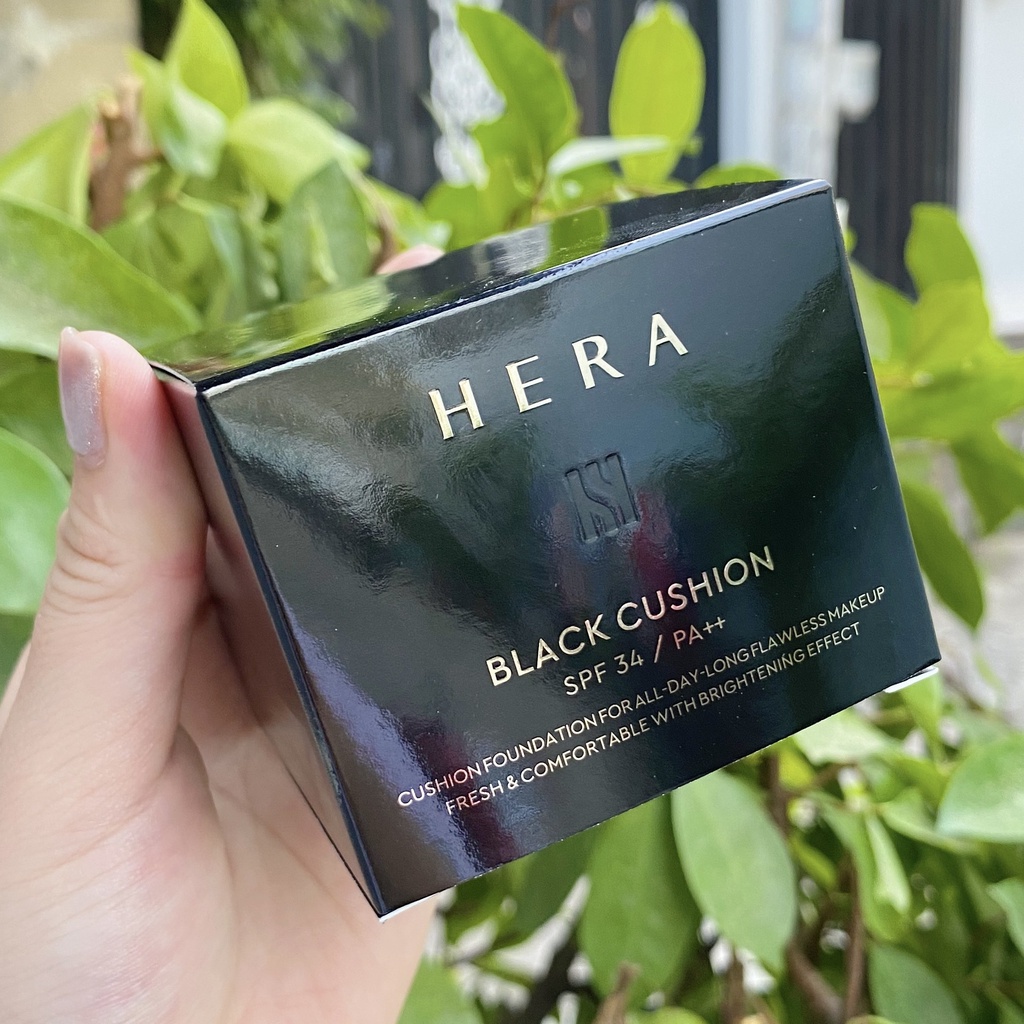 HERA
BLACK CUSHION
SPF 34 / PA++
CUSHION FOUNDATION FOR ALL-DAY-LONG FLAWLESS MAKEUP
FRESH & COMFORTABLE WITH BRIGHTENING EFFECT